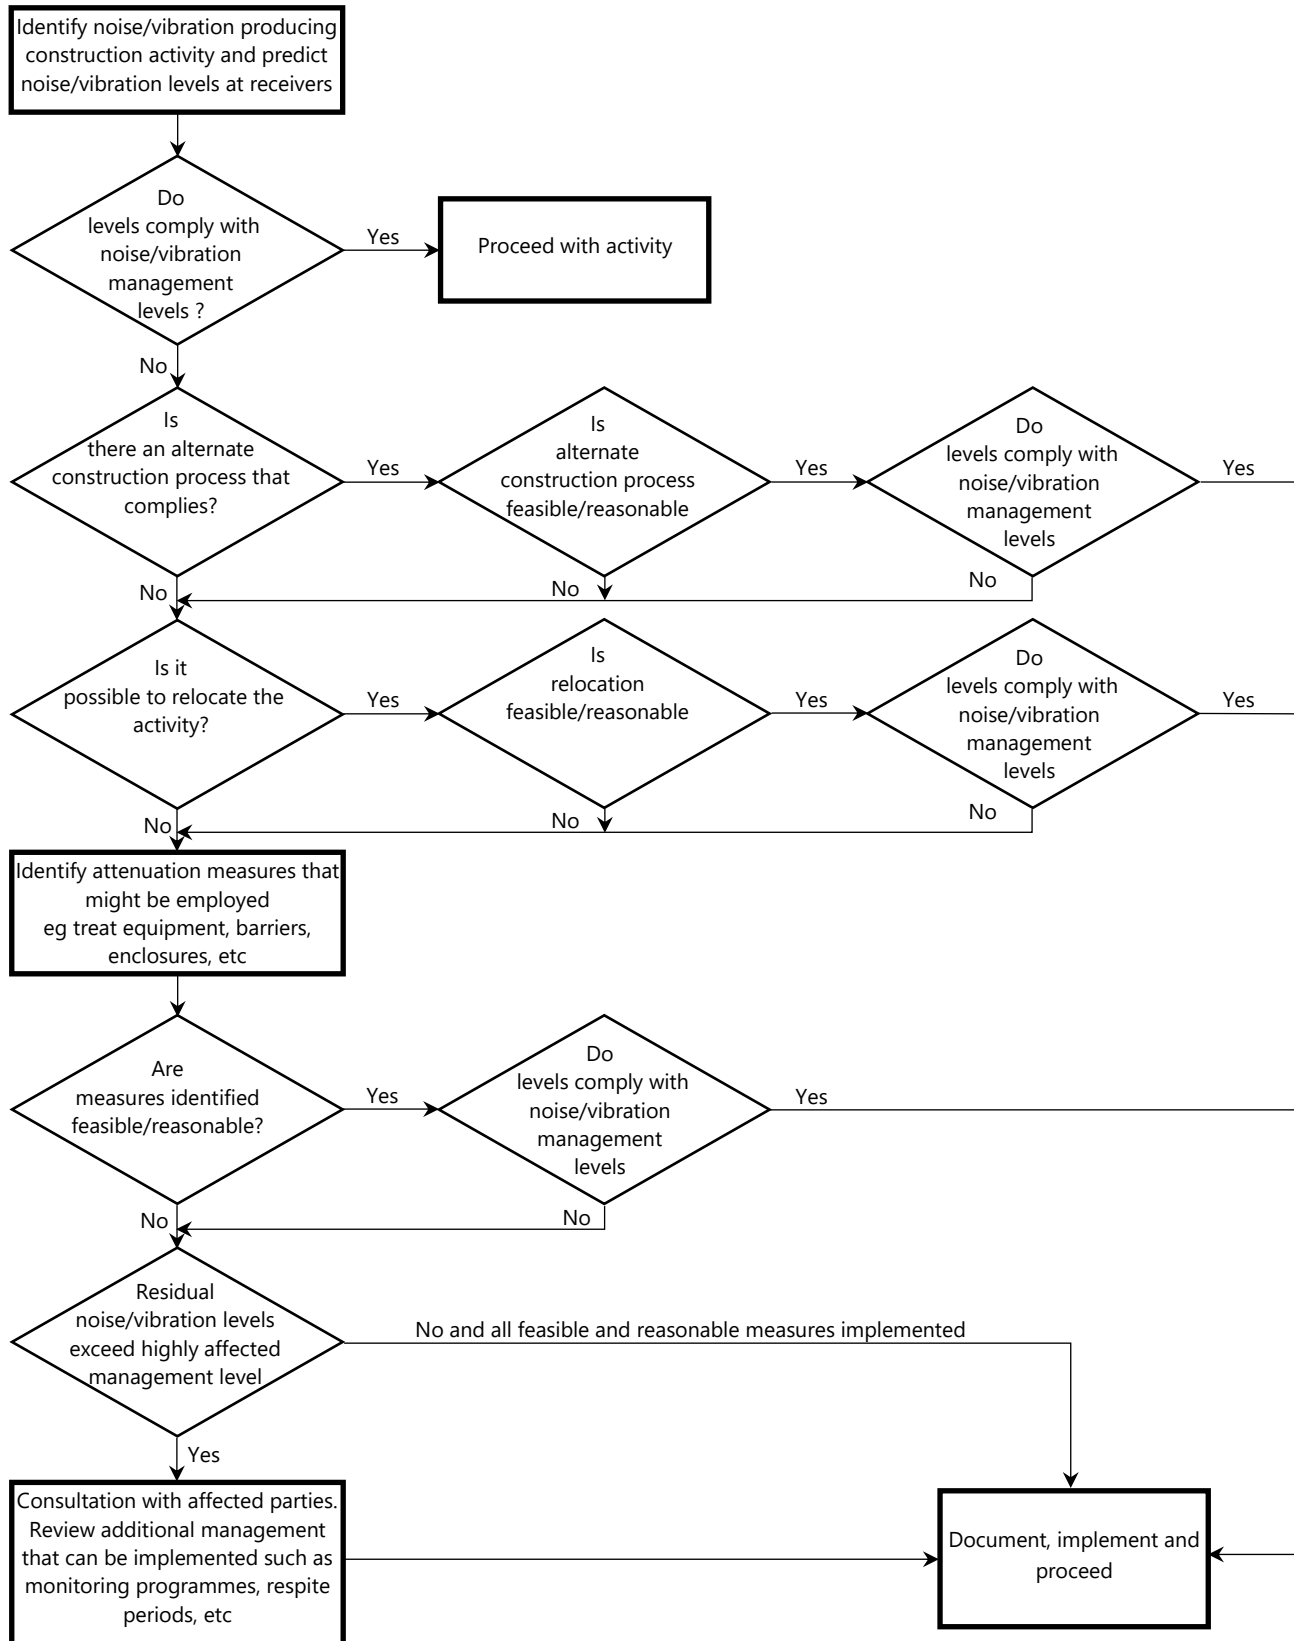 Identify noise/vibration producing
construction activity and predict
noise/vibration levels at receivers
Do
levels comply with
noise/vibration
management
levels ?
Yes
Proceed with activity
No
Is
there an alternate
construction process that
complies?
Yes
Is
alternate
construction process
feasible/reasonable
Yes
Do
levels comply with
noise/vibration
management
levels
Yes
No
No
No
Is it
possible to relocate the
activity?
Yes
Is
relocation
feasible/reasonable
Yes
Do
levels comply with
noise/vibration
management
levels
Yes
No
No
No
Identify attenuation measures that
might be employed
eg treat equipment, barriers,
enclosures, etc
Are
measures identified
feasible/reasonable?
Yes
Do
levels comply with
noise/vibration
management
levels
Yes
No
No
Residual
noise/vibration levels
exceed highly affected
management level
No and all feasible and reasonable measures implemented
Yes
Consultation with affected parties.
Review additional management
that can be implemented such as
monitoring programmes, respite
periods, etc
Document, implement and
proceed